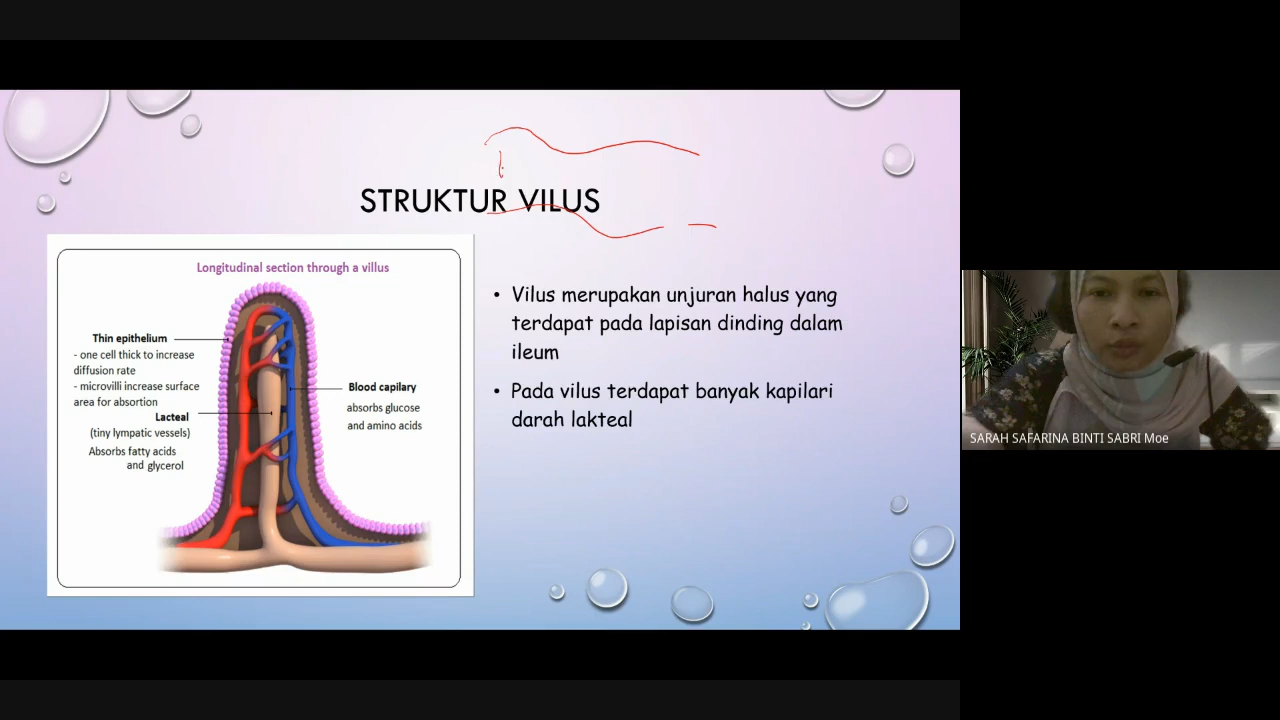 STRUKTUR VILUS
Longitudinal section through a villus
Thin epithelium
- one cell thick to increase
diffusion rate
- microvilli increase surface
area for absortion
Lacteal
(tiny lympatic vessels)
Absorbs fatty acids
and glycerol
Blood capilary
absorbs glucose
and amino acids
• Vilus merupakan unjuran halus yang
terdapat pada lapisan dinding dalam
ileum
• Pada vilus terdapat banyak kapilari
darah lakteal
SARAH SAFARINA BINTI SABRI Moe